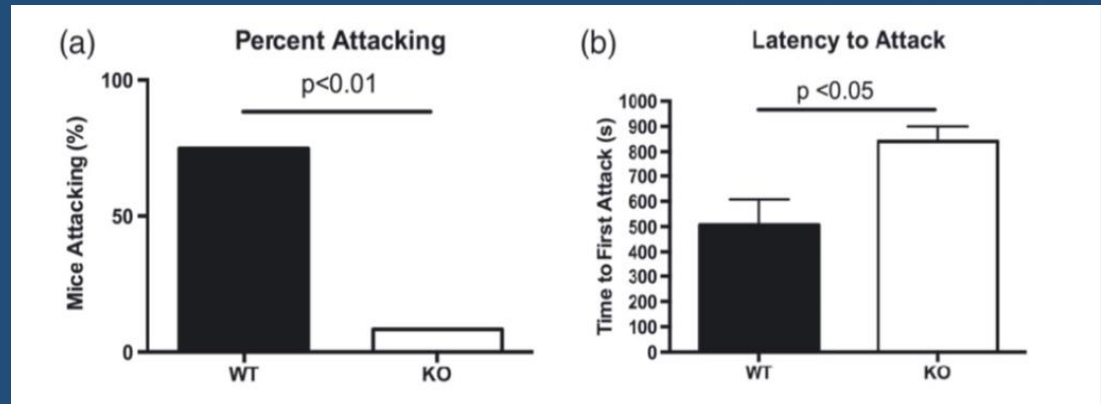 (a)
Percent Attacking
p<0.01
Mice Attacking (%)
100
50
0
WT
KO
(b)
Latency to Attack
p <0.05
Time to First Attack (s)
1000
900
800
700
600
500
400
300
200
100
0
WT
KO